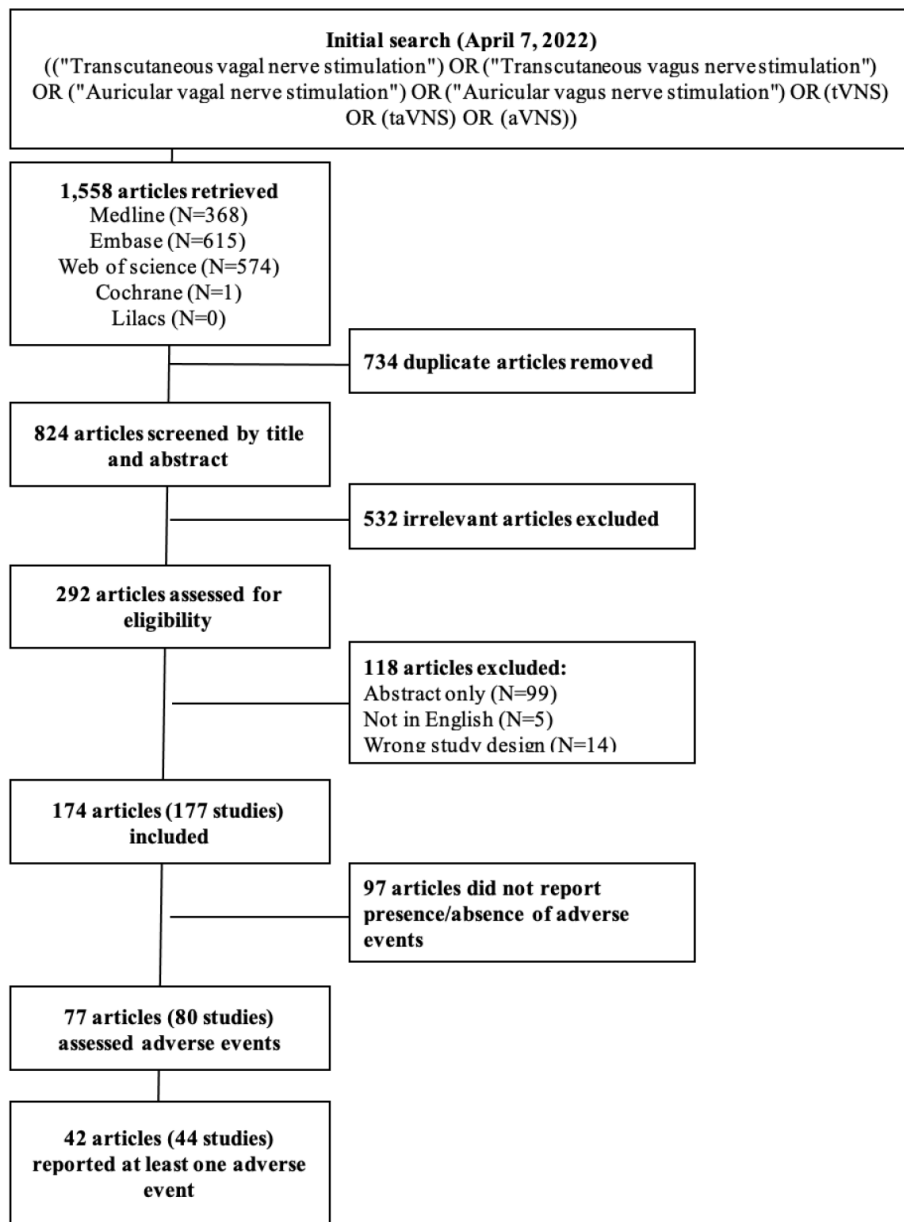 Initial search (April 7, 2022)
(("Transcutaneous vagal nerve stimulation") OR ("Transcutaneous vagus nerve stimulation")
OR ("Auricular vagal nerve stimulation") OR ("Auricular vagus nerve stimulation") OR (tVNS)
OR (taVNS) OR (aVNS))
1,558 articles retrieved
Medline (N=368)
Embase (N=615)
Web of science (N=574)
Cochrane (N=1)
Lilacs (N=0)
734 duplicate articles removed
824 articles screened by title
and abstract
532 irrelevant articles excluded
292 articles assessed for
eligibility
118 articles excluded:
Abstract only (N=99)
Not in English (N=5)
Wrong study design (N=14)
174 articles (177 studies)
included
97 articles did not report
presence/absence of adverse
events
77 articles (80 studies)
assessed adverse events
42 articles (44 studies)
reported at least one adverse
event